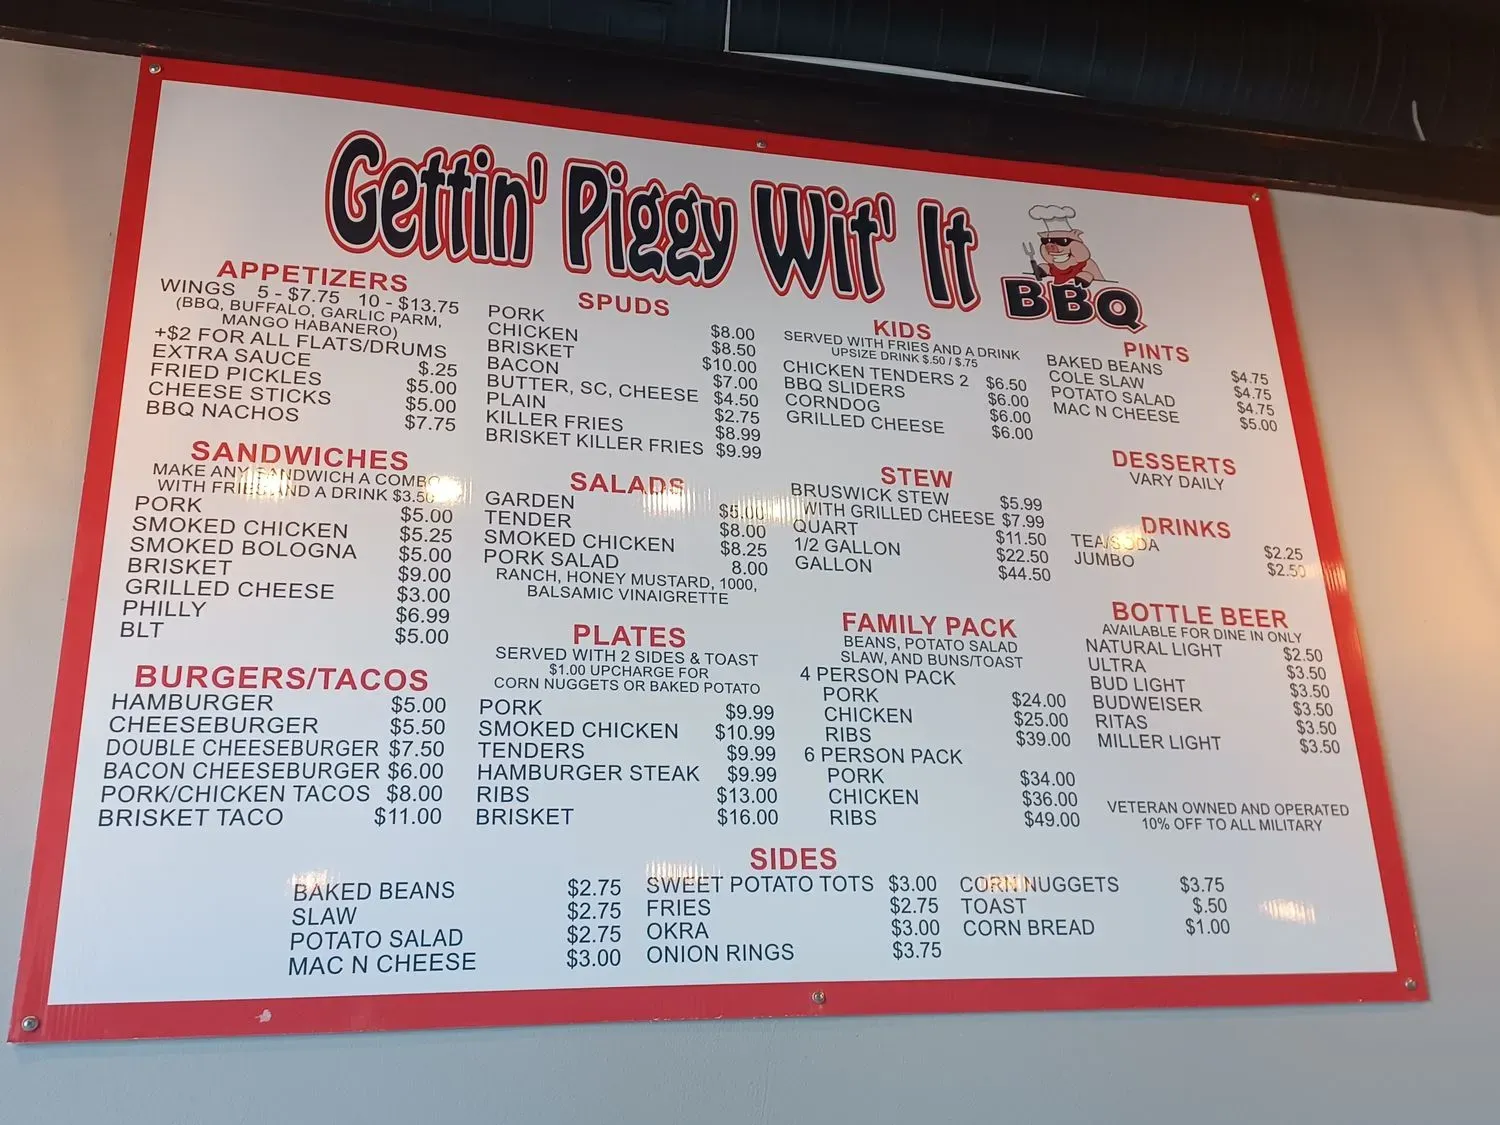 Gettin' Piggy Wit' It
BBQ
APPETIZERS
WINGS 5 - $7.75 10 - $13.75
(BBQ, BUFFALO, GARLIC PARM,
MANGO HABANERO)
+$2 FOR ALL FLATS/DRUMS
EXTRA SAUCE $.25
FRIED PICKLES $5.00
CHEESE STICKS $5.00
BBQ NACHOS $7.75
SANDWICHES
MAKE ANY SANDWICH A COMBO
WITH FRIES AND A DRINK $3.50
PORK $5.00
SMOKED CHICKEN $5.25
SMOKED BOLOGNA $5.00
BRISKET $9.00
GRILLED CHEESE $3.00
PHILLY $6.99
BLT $5.00
BURGERS/TACOS
HAMBURGER $5.00
CHEESEBURGER $5.50
DOUBLE CHEESEBURGER $7.50
BACON CHEESEBURGER $6.00
PORK/CHICKEN TACOS $8.00
BRISKET TACO $11.00
SPUDS
PORK $8.00
CHICKEN $8.50
BRISKET $10.00
BACON $7.00
BUTTER, SC, CHEESE $4.50
PLAIN $2.75
KILLER FRIES $8.99
BRISKET KILLER FRIES $9.99
SALADS
GARDEN $5.00
TENDER $8.00
SMOKED CHICKEN $8.25
PORK SALAD 8.00
RANCH, HONEY MUSTARD, 1000,
BALSAMIC VINAIGRETTE
PLATES
SERVED WITH 2 SIDES & TOAST
$1.00 UPCHARGE FOR
CORN NUGGETS OR BAKED POTATO
PORK $9.99
SMOKED CHICKEN $10.99
TENDERS $9.99
HAMBURGER STEAK $9.99
RIBS $13.00
BRISKET $16.00
KIDS
SERVED WITH FRIES AND A DRINK
UPSIZE DRINK $.50 / $.75
CHICKEN TENDERS 2 $6.50
BBQ SLIDERS $6.00
CORNDOG $6.00
GRILLED CHEESE $6.00
STEW
BRUSWICK STEW $5.99
WITH GRILLED CHEESE $7.99
QUART $11.50
1/2 GALLON $22.50
GALLON $44.50
FAMILY PACK
BEANS, POTATO SALAD
SLAW, AND BUNS/TOAST
4 PERSON PACK
PORK $24.00
CHICKEN $25.00
RIBS $39.00
6 PERSON PACK
PORK $34.00
CHICKEN $36.00
RIBS $49.00
PINTS
BAKED BEANS $4.75
COLE SLAW $4.75
POTATO SALAD $4.75
MAC N CHEESE $5.00
DESSERTS
VARY DAILY
DRINKS
TEA/SODA $2.25
JUMBO $2.50
BOTTLE BEER
AVAILABLE FOR DINE IN ONLY
NATURAL LIGHT $2.50
ULTRA $3.50
BUD LIGHT $3.50
BUDWEISER $3.50
RITAS $3.50
MILLER LIGHT $3.50
VETERAN OWNED AND OPERATED
10% OFF TO ALL MILITARY
SIDES
BAKED BEANS $2.75
SLAW $2.75
POTATO SALAD $2.75
MAC N CHEESE $3.00
SWEET POTATO TOTS $3.00
FRIES $2.75
OKRA $3.00
ONION RINGS $3.75
CORN NUGGETS $3.75
TOAST $.50
CORN BREAD $1.00